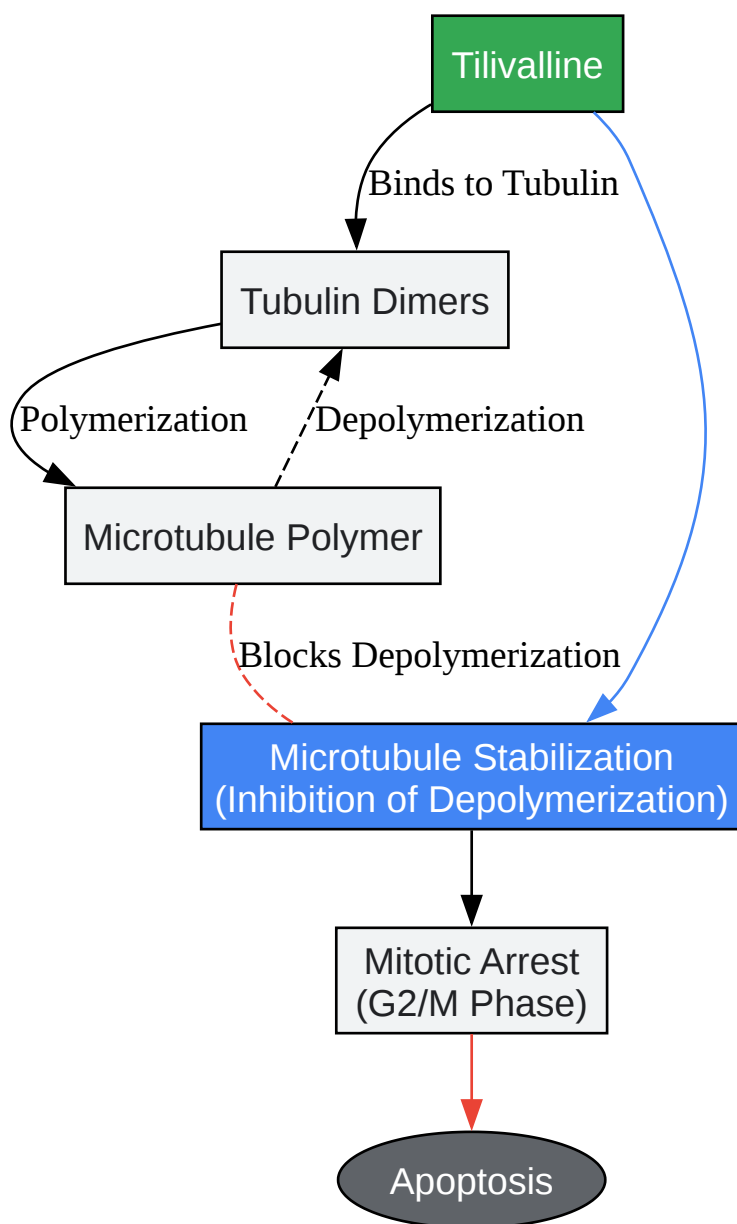 Tilivalline
Binds to Tubulin
Tubulin Dimers
Polymerization
Depolymerization
Microtubule Polymer
Blocks Depolymerization
Microtubule Stabilization
(Inhibition of Depolymerization)
Mitotic Arrest
(G2/M Phase)
Apoptosis